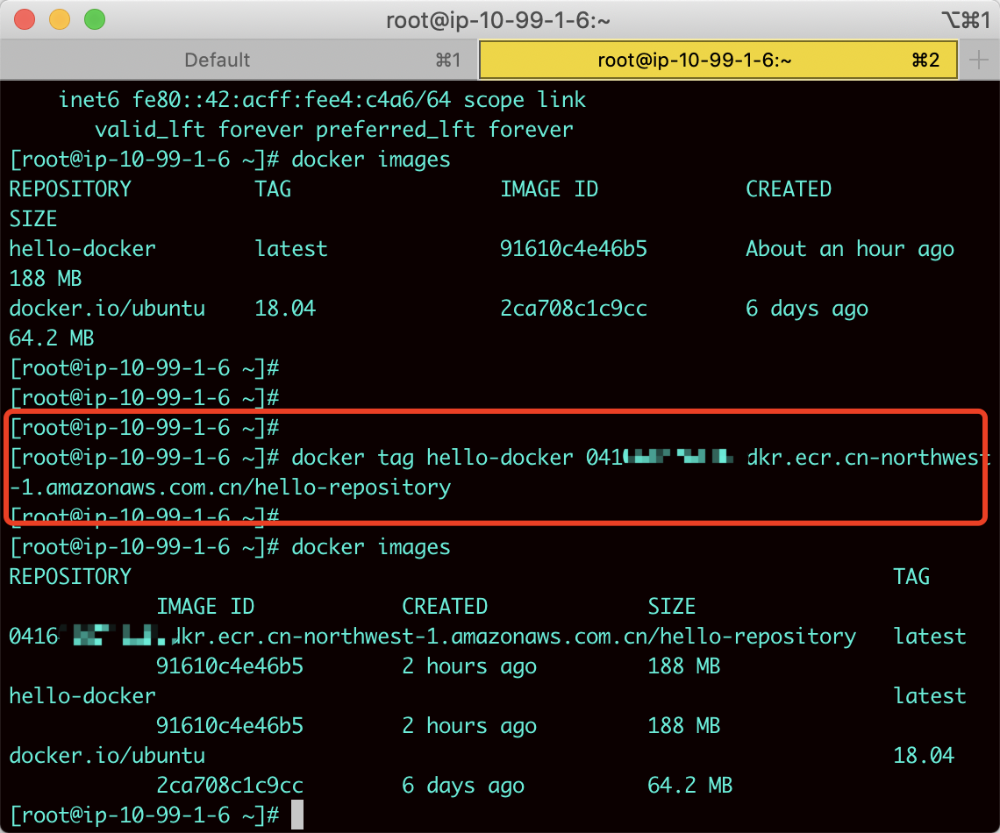 root@ip-10-99-1-6:~ ⌥⌘1
Default ⌘1 root@ip-10-99-1-6:~ ⌘2
inet6 fe80::42:acff:fee4:c4a6/64 scope link
valid_lft forever preferred_lft forever
[root@ip-10-99-1-6 ~]# docker images
REPOSITORY TAG IMAGE ID CREATED
SIZE
hello-docker latest 91610c4e46b5 About an hour ago
188 MB
docker.io/ubuntu 18.04 2ca708c1c9cc 6 days ago
64.2 MB
[root@ip-10-99-1-6 ~]#
[root@ip-10-99-1-6 ~]#
[root@ip-10-99-1-6 ~]#
[root@ip-10-99-1-6 ~]# docker tag hello-docker 041 dkr.ecr.cn-northwest
-1.amazonaws.com.cn/hello-repository
[root@ip-10-99-1-6 ~]#
[root@ip-10-99-1-6 ~]# docker images
REPOSITORY TAG
IMAGE ID CREATED SIZE
0416 dkr.ecr.cn-northwest-1.amazonaws.com.cn/hello-repository latest
91610c4e46b5 2 hours ago 188 MB
hello-docker latest
91610c4e46b5 2 hours ago 188 MB
docker.io/ubuntu 18.04
2ca708c1c9cc 6 days ago 64.2 MB
[root@ip-10-99-1-6 ~]#